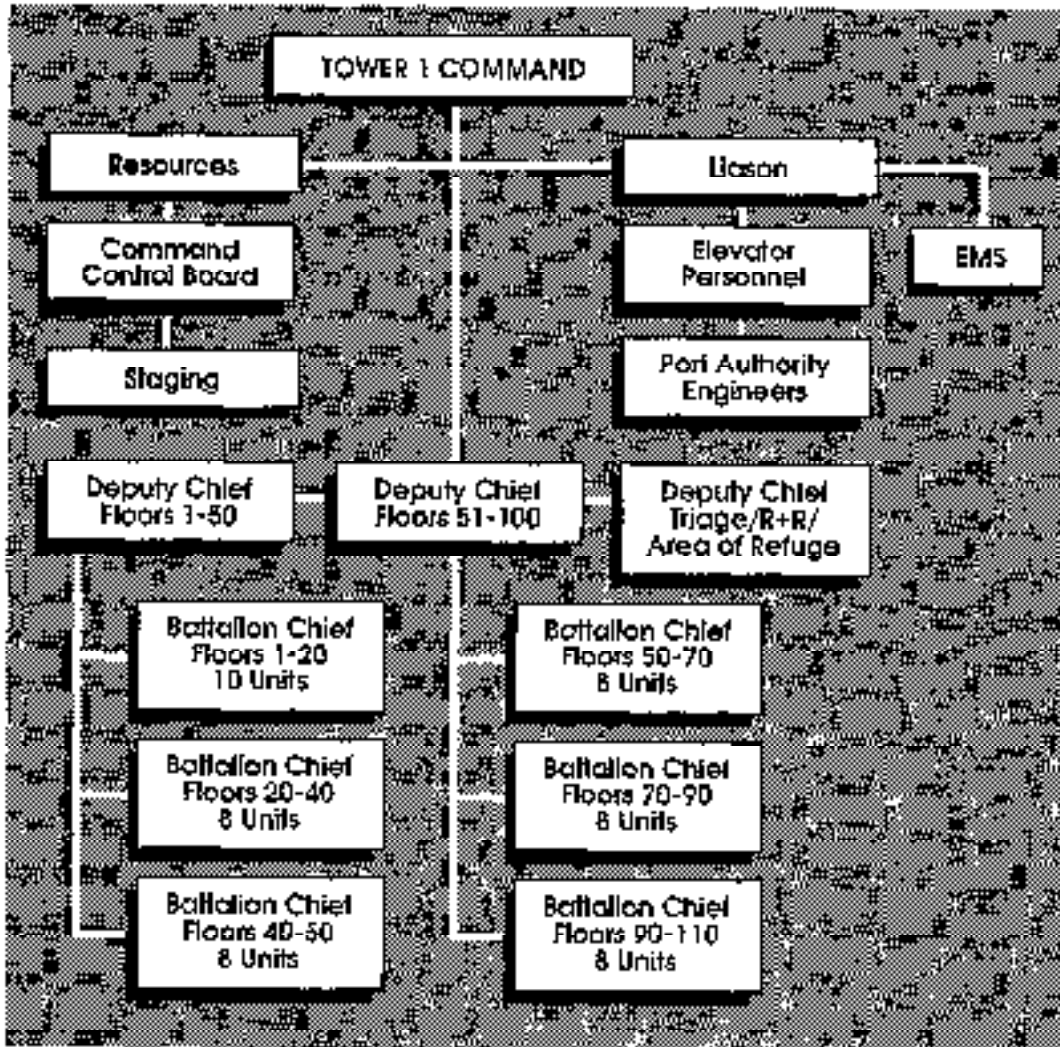 TOWER 1 COMMAND
Resources
Liason
Command
Control Board
Elevator
Personnel
EMS
Staging
Port Authority
Engineers
Deputy Chief
Floors 1-50
Deputy Chief
Floors 51-100
Deputy Chief
Triage/R+R/
Area of Refuge
Battalion Chief
Floors 1-20
10 Units
Battalion Chief
Floors 50-70
8 Units
Battalion Chief
Floors 20-40
8 Units
Battalion Chief
Floors 70-90
8 Units
Battalion Chief
Floors 40-50
8 Units
Battalion Chief
Floors 90-110
8 Units